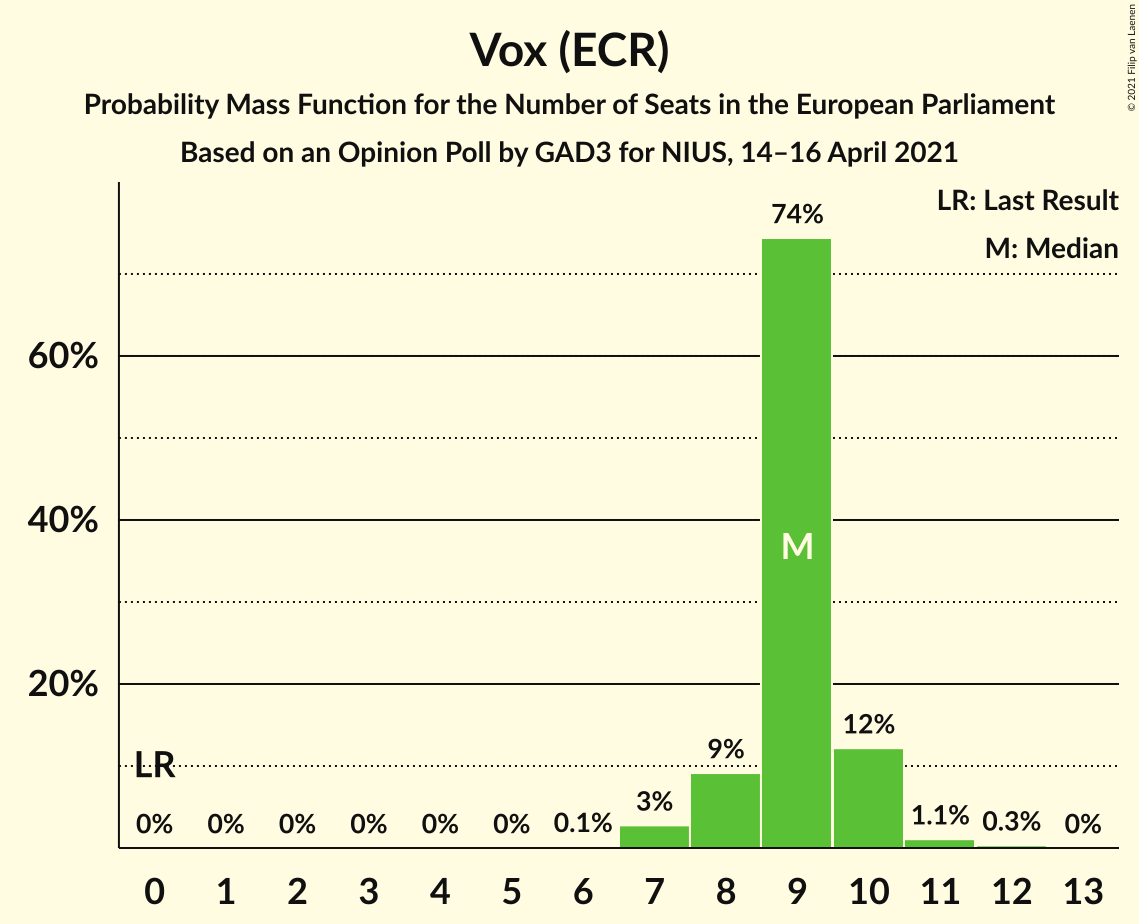 Vox (ECR)
Probability Mass Function for the Number of Seats in the European Parliament
Based on an Opinion Poll by GAD3 for NIUS, 14–16 April 2021
© 2021 Filip van Laenen
LR: Last Result
M: Median
74%
60%
40%
M
20%
12%
9%
LR
3%
0% 0% 0% 0% 0% 0% 0.1% 1.1% 0.3% 0%
0 1 2 3 4 5 6 7 8 9 10 11 12 13